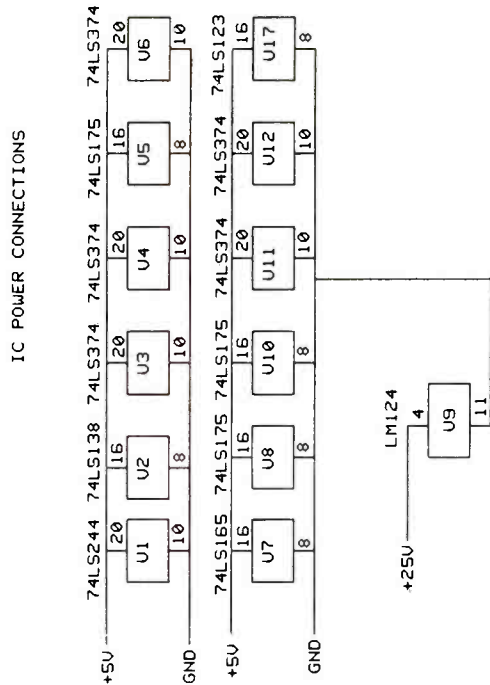 IC POWER CONNECTIONS
74LS244 74LS138 74LS374 74LS374 74LS175 74LS374
20 16 20 20 16 20
+5V
U1 U2 U3 U4 U5 U6
10 8 10 10 8 10
GND
74LS165 74LS175 74LS175 74LS374 74LS374 74LS123
16 16 16 20 20 16
+5V
U7 U8 U10 U11 U12 U17
8 8 8 10 10 8
GND
LM124
+25V
4
U9
11